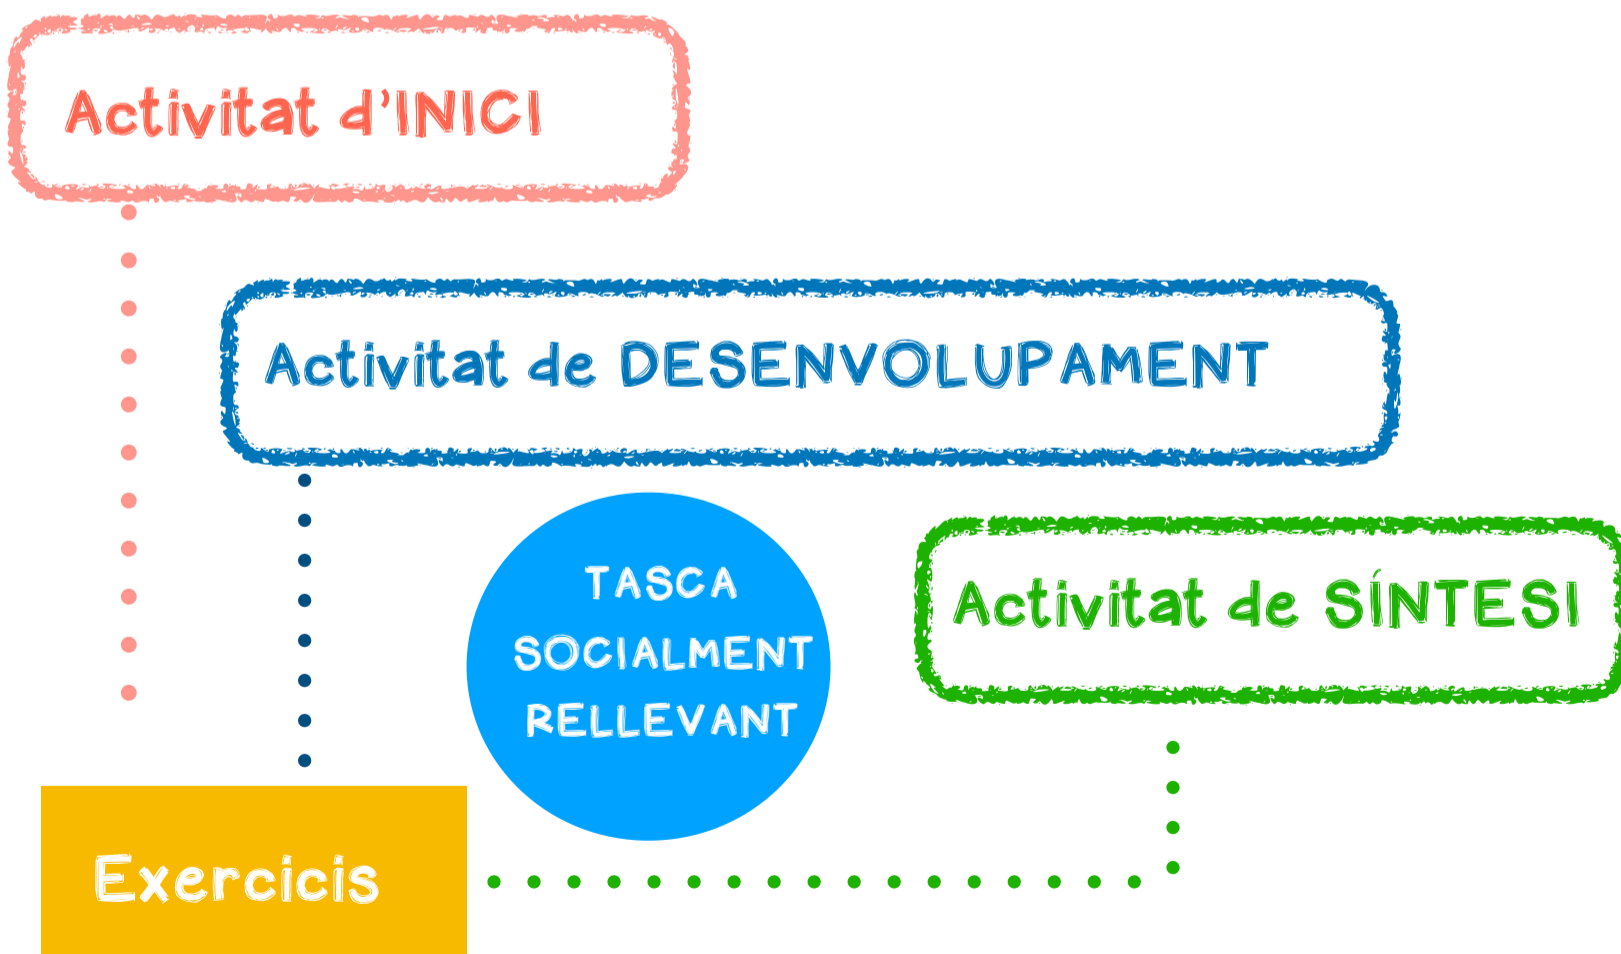 Activitat d'INICI
Activitat de DESENVOLUPAMENT
TASCA
SOCIALMENT
RELLEVANT
Activitat de SÍNTESI
Exercicis